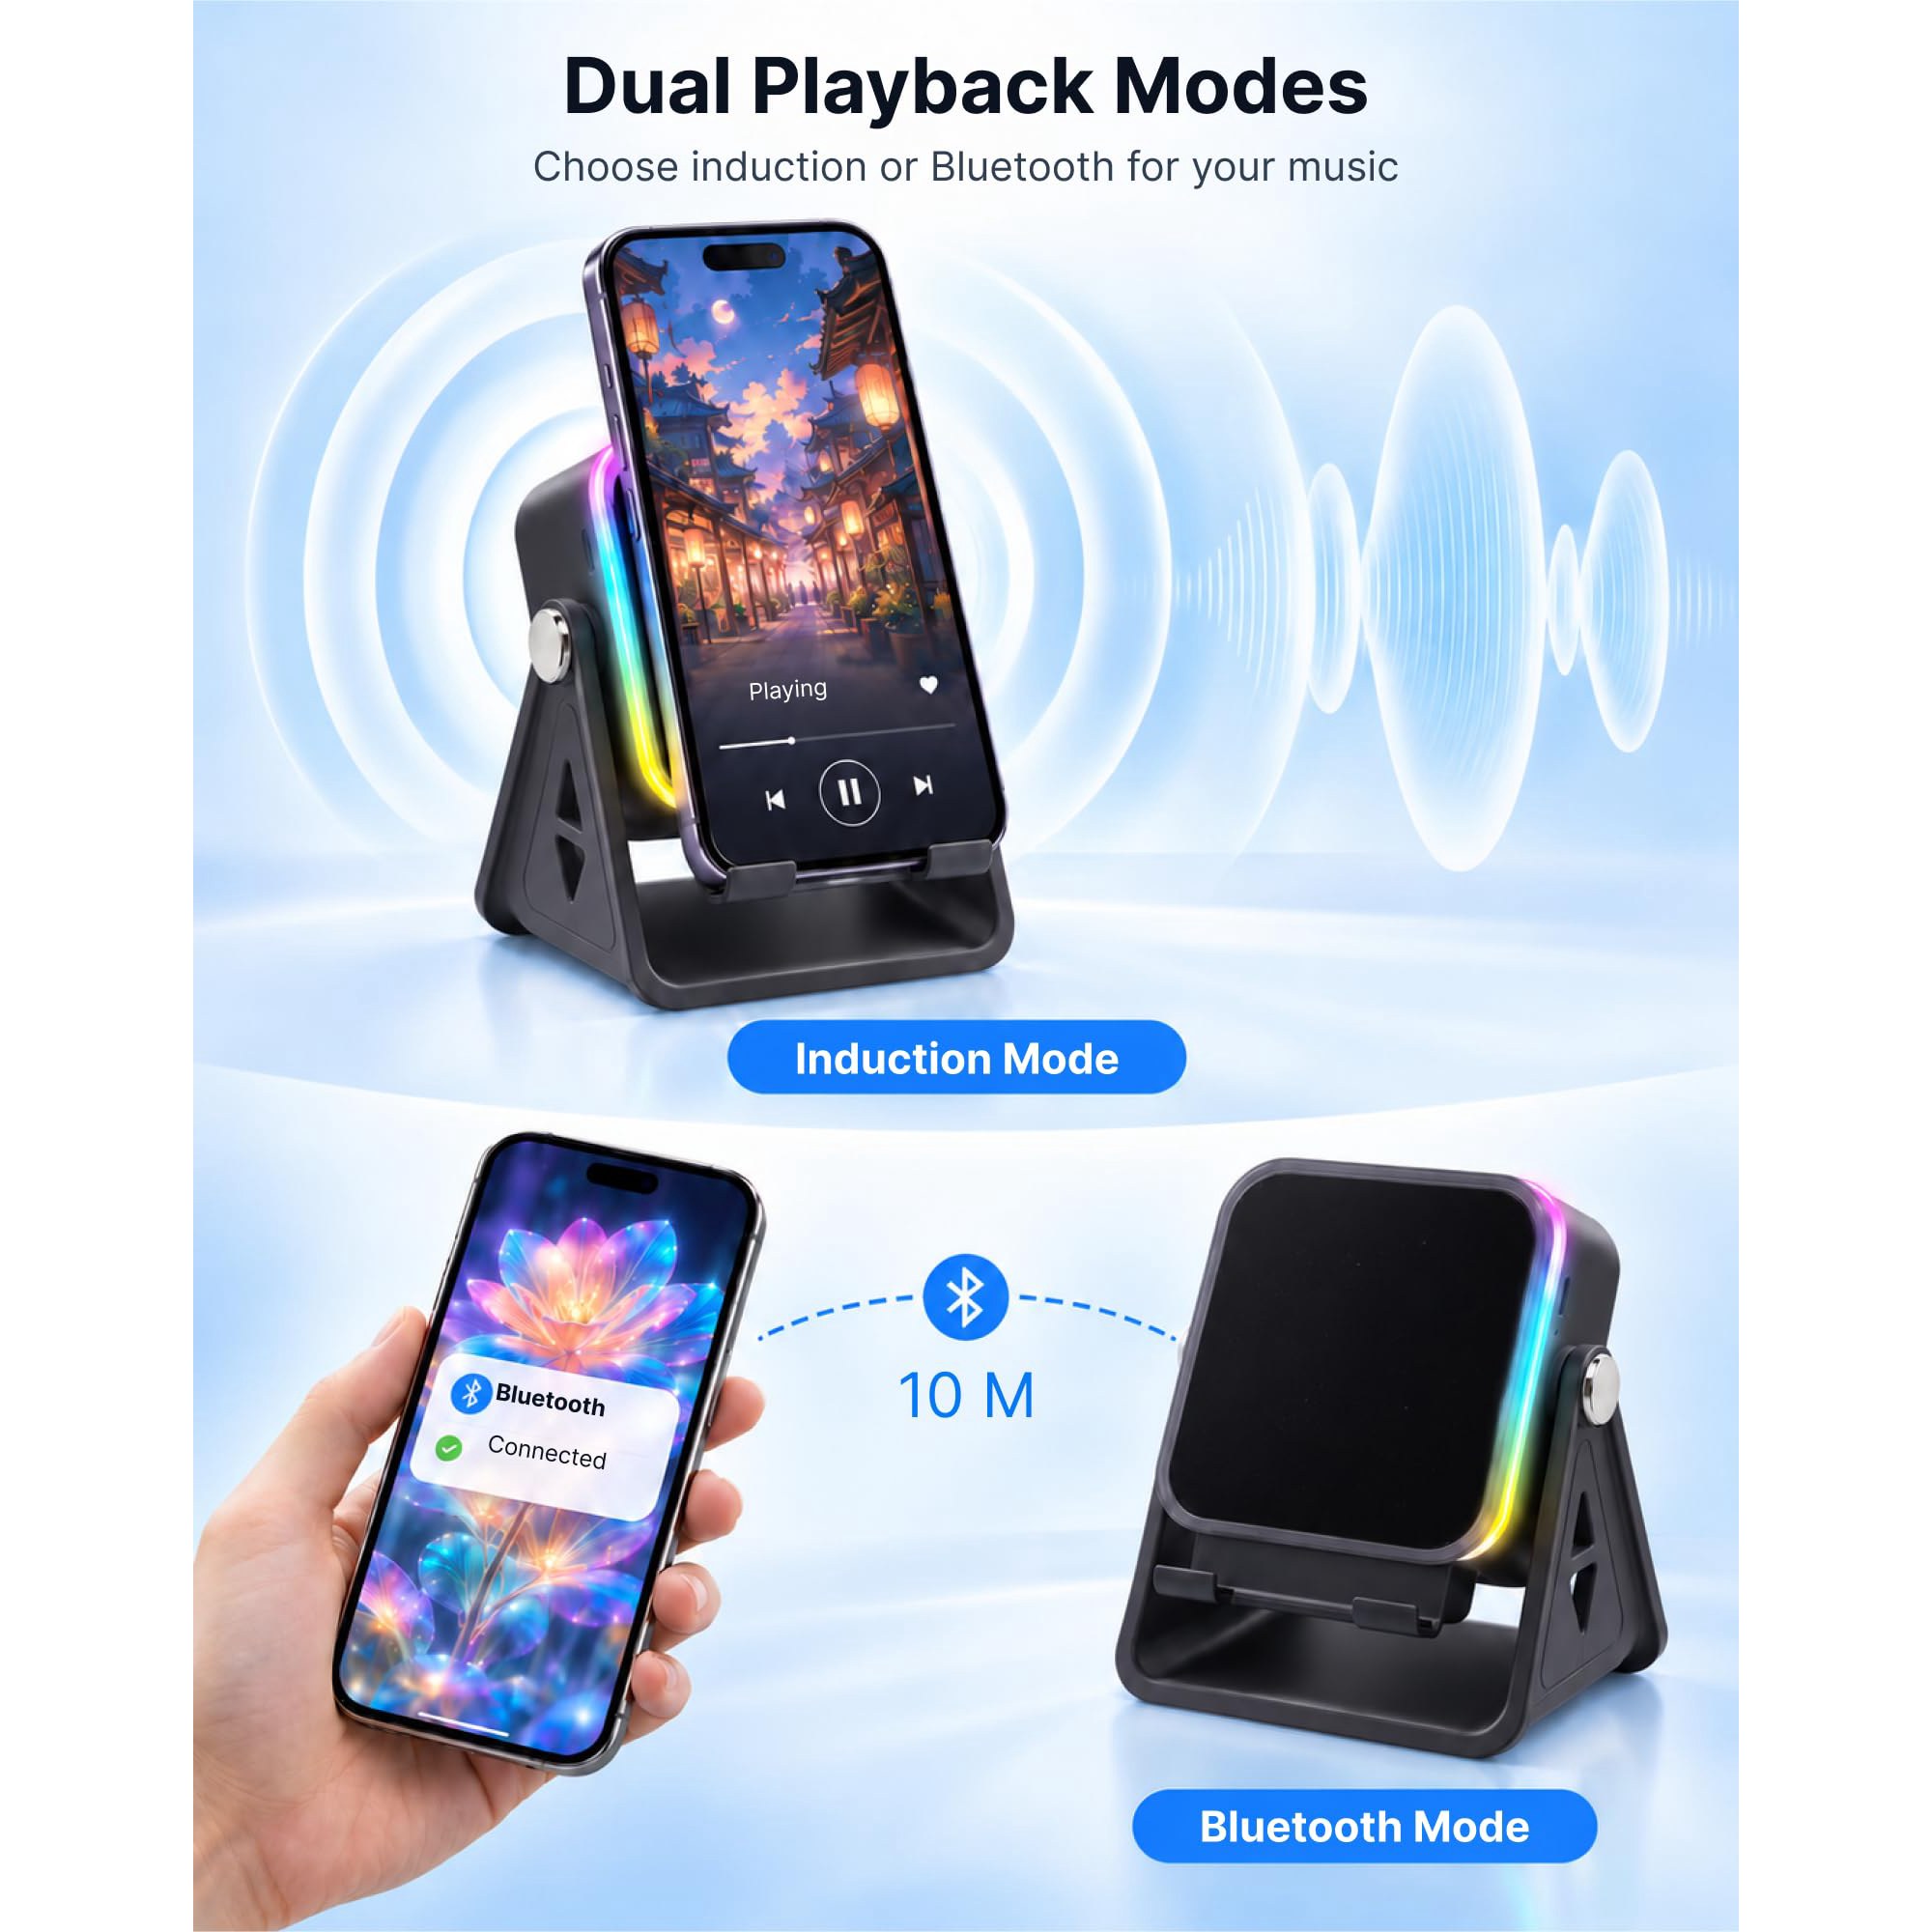 Dual Playback Modes
Choose induction or Bluetooth for your music
Playing
Induction Mode
Bluetooth
Connected
10 M
Bluetooth Mode